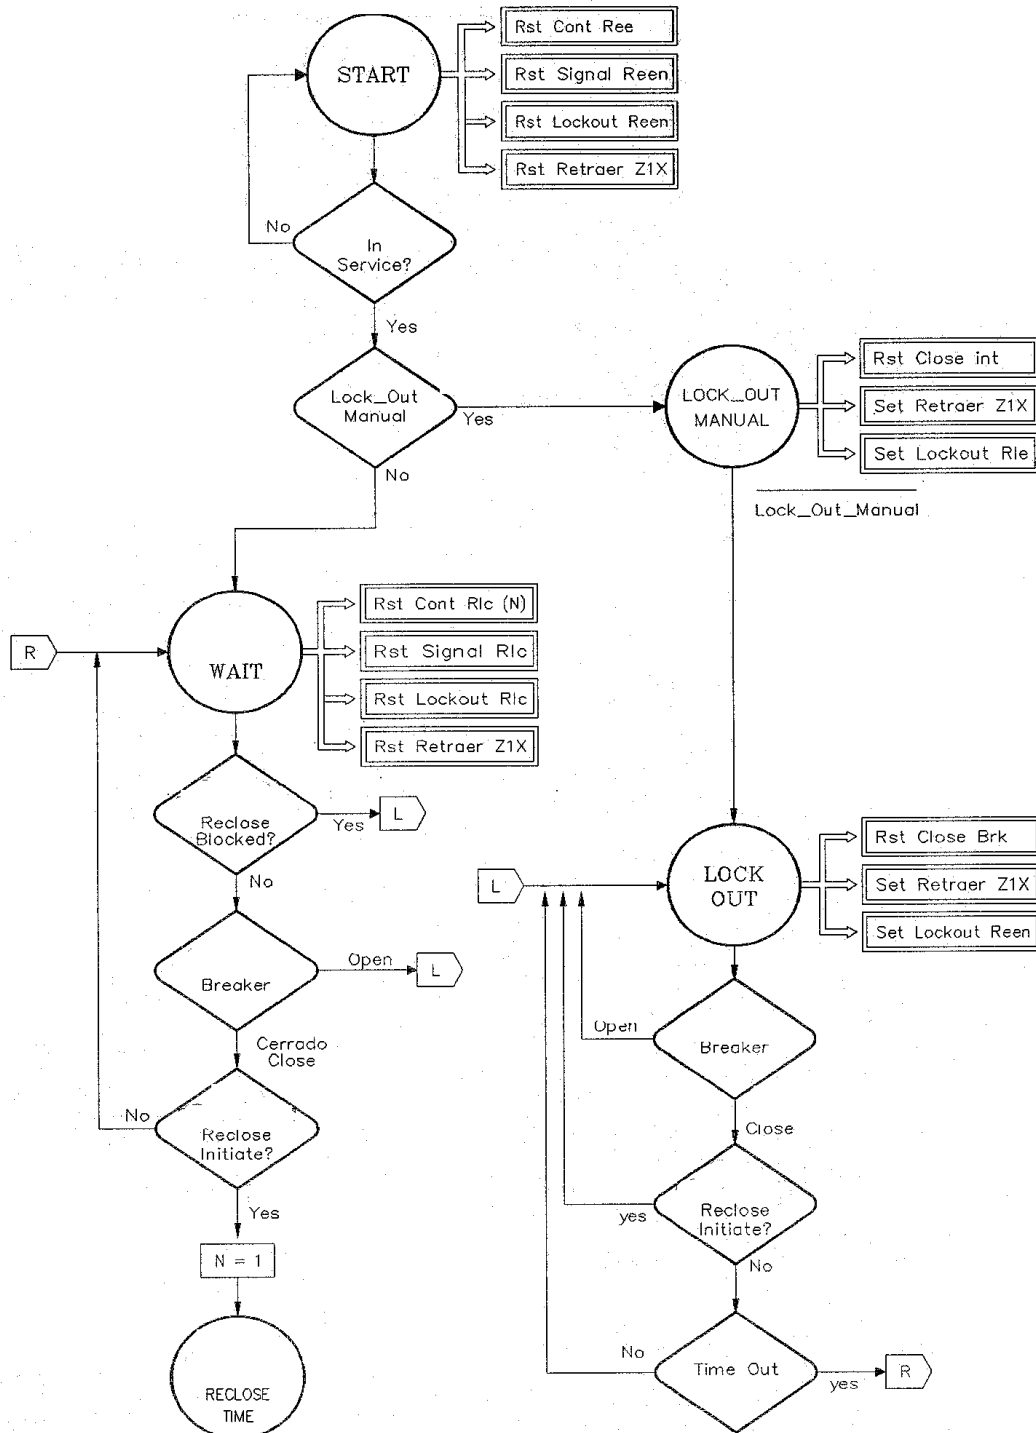 START
Rst Cont Ree
Rst Signal Reen
Rst Lockout Reen
Rst Retraer Z1X
No
In
Service?
Yes
Lock_Out
Manual
Yes
No
LOCK_OUT
MANUAL
Rst Close int
Set Retraer Z1X
Set Lockout Rle
Lock_Out_Manual
R
WAIT
Rst Cont Rlc (N)
Rst Signal Rlc
Rst Lockout Rlc
Rst Retraer Z1X
Reclose
Blocked?
Yes
L
No
Breaker
Open
L
Cerrado
Close
No
Reclose
Initiate?
Yes
N = 1
RECLOSE
TIME
L
LOCK
OUT
Rst Close Brk
Set Retraer Z1X
Set Lockout Reen
Open
Breaker
Close
yes
Reclose
Initiate?
No
No
Time Out
yes
R